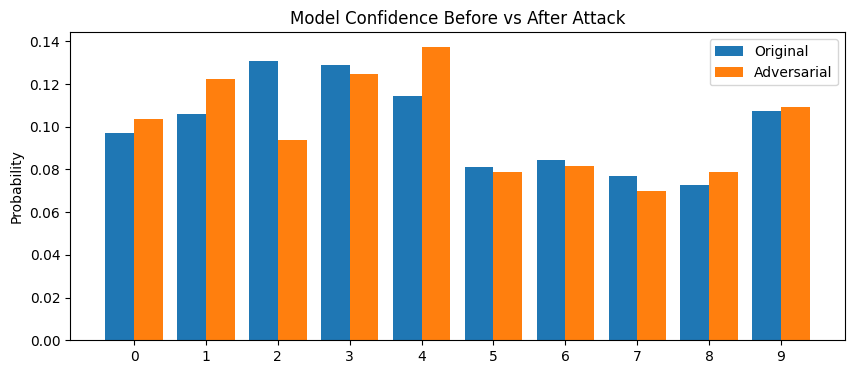 Model Confidence Before vs After Attack
Original
Adversarial
Probability
0.14
0.12
0.10
0.08
0.06
0.04
0.02
0.00
0 1 2 3 4 5 6 7 8 9